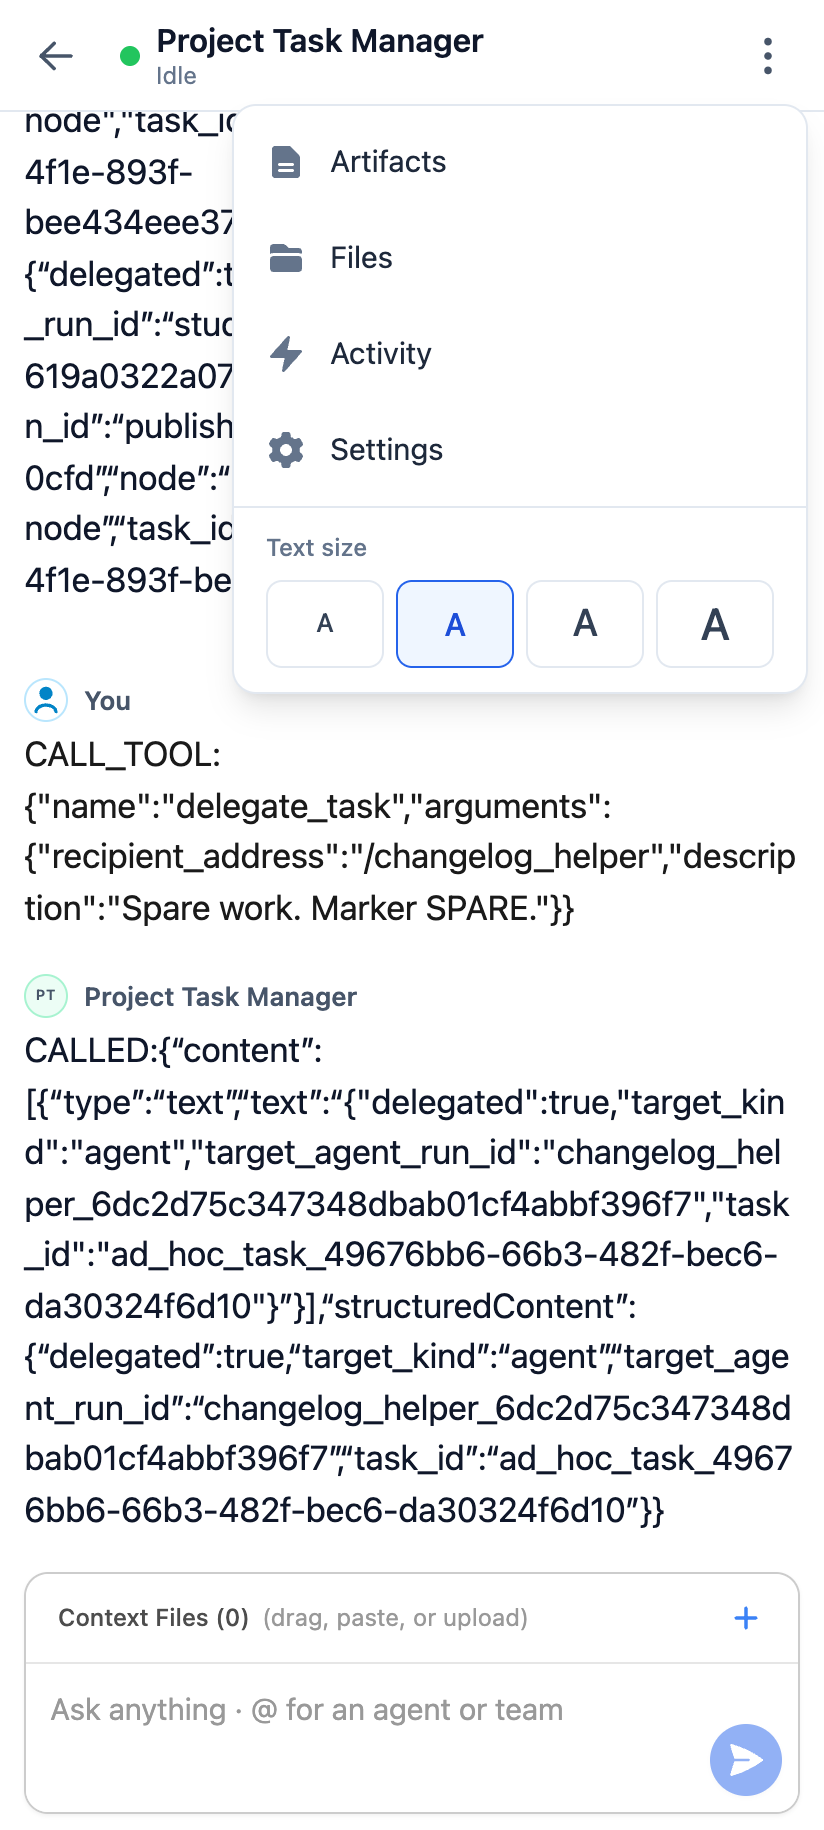 Project Task Manager
Idle
node","task_id
4f1e-893f-
bee434eee37
{“delegated”:t
_run_id”:“stud
619a0322a07
n_id”:“publish
0cfd”,“node”:“
node”,“task_id
4f1e-893f-be
Artifacts
Files
Activity
Settings
Text size
A
A
A
A
You
CALL_TOOL:
{"name":"delegate_task","arguments":
{"recipient_address":"/changelog_helper","descrip
tion":"Spare work. Marker SPARE."}}
PT
Project Task Manager
CALLED:{“content”:
[{“type”:“text”,“text”:“{"delegated":true,"target_kin
d":"agent","target_agent_run_id":"changelog_hel
per_6dc2d75c347348dbab01cf4abbf396f7","task
_id":"ad_hoc_task_49676bb6-66b3-482f-bec6-
da30324f6d10"}”}],“structuredContent”:
{“delegated”:true,“target_kind”:“agent”,“target_age
nt_run_id”:“changelog_helper_6dc2d75c347348d
bab01cf4abbf396f7”,“task_id”:“ad_hoc_task_4967
6bb6-66b3-482f-bec6-da30324f6d10”}}
Context Files (0) (drag, paste, or upload)
Ask anything · @ for an agent or team